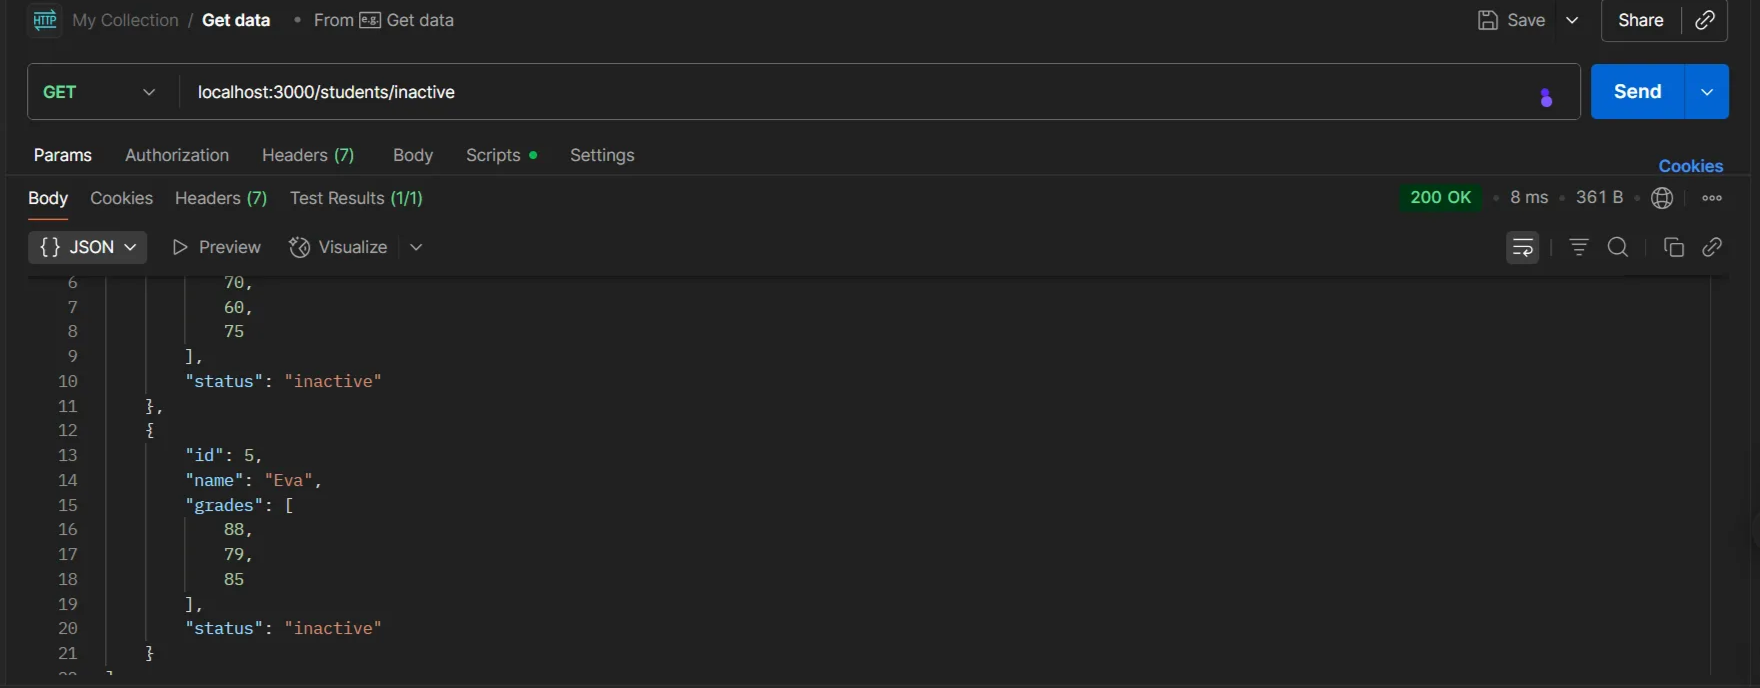 HTTP My Collection / Get data • From e.g. Get data Save Share
GET localhost:3000/students/inactive Send
Params Authorization Headers (7) Body Scripts Settings
Cookies
Body Cookies Headers (7) Test Results (1/1) 200 OK • 8 ms • 361 B
{} JSON Preview Visualize
6 70,
7 60,
8 75
9 ],
10 "status": "inactive"
11 },
12 {
13 "id": 5,
14 "name": "Eva",
15 "grades": [
16 88,
17 79,
18 85
19 ],
20 "status": "inactive"
21 }